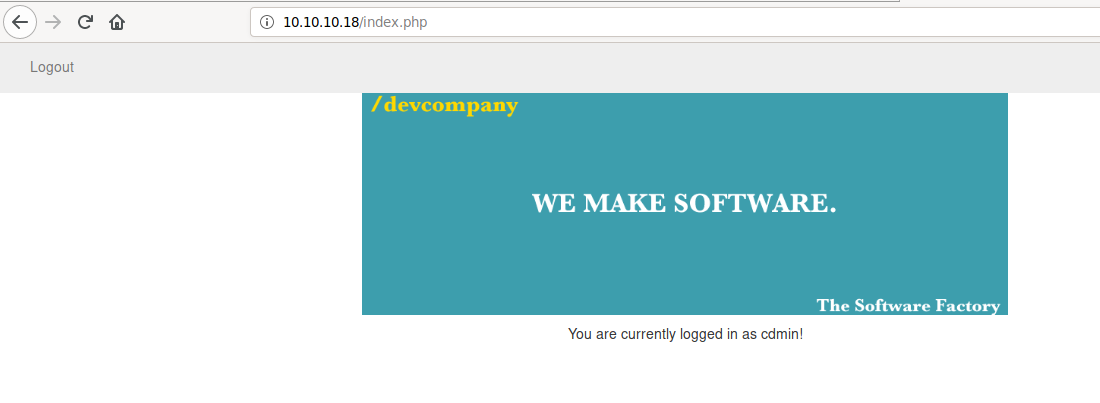 10.10.10.18/index.php
Logout
/devcompany
WE MAKE SOFTWARE.
The Software Factory
You are currently logged in as cdmin!